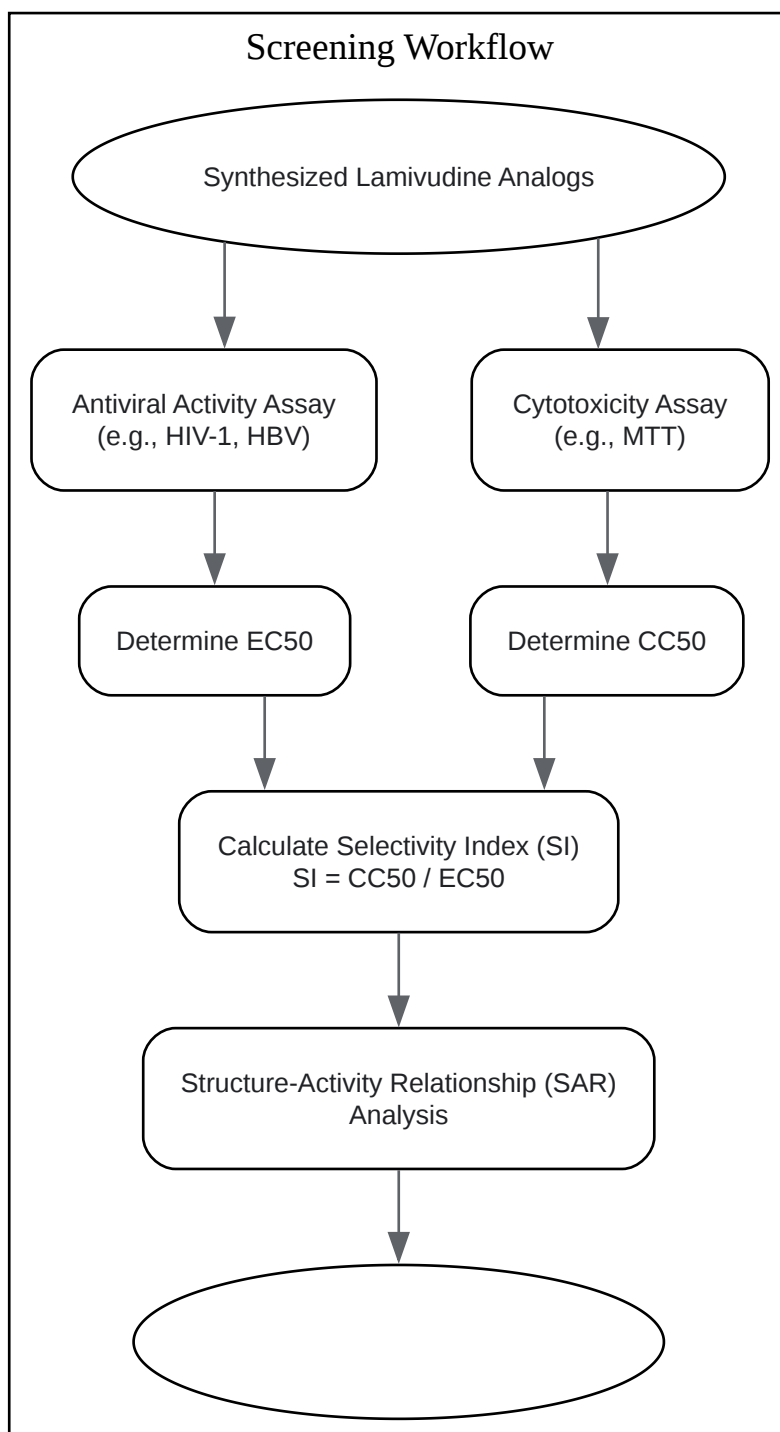 Screening Workflow
Synthesized Lamivudine Analogs
Antiviral Activity Assay
(e.g., HIV-1, HBV)
Cytotoxicity Assay
(e.g., MTT)
Determine EC50
Determine CC50
Calculate Selectivity Index (SI)
SI = CC50 / EC50
Structure-Activity Relationship (SAR)
Analysis